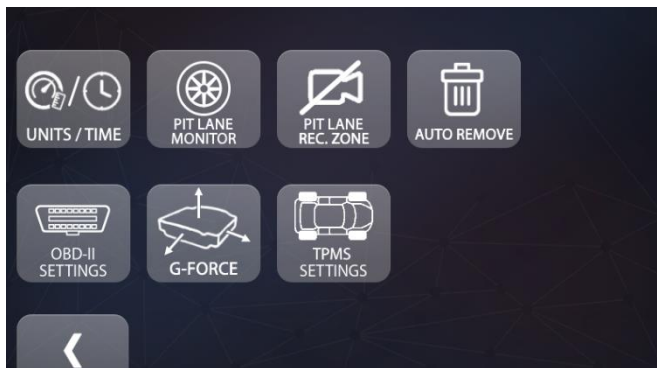 UNITS / TIME
PIT LANE
MONITOR
PIT LANE
REC. ZONE
AUTO REMOVE
OBD-II
SETTINGS
G-FORCE
TPMS
SETTINGS